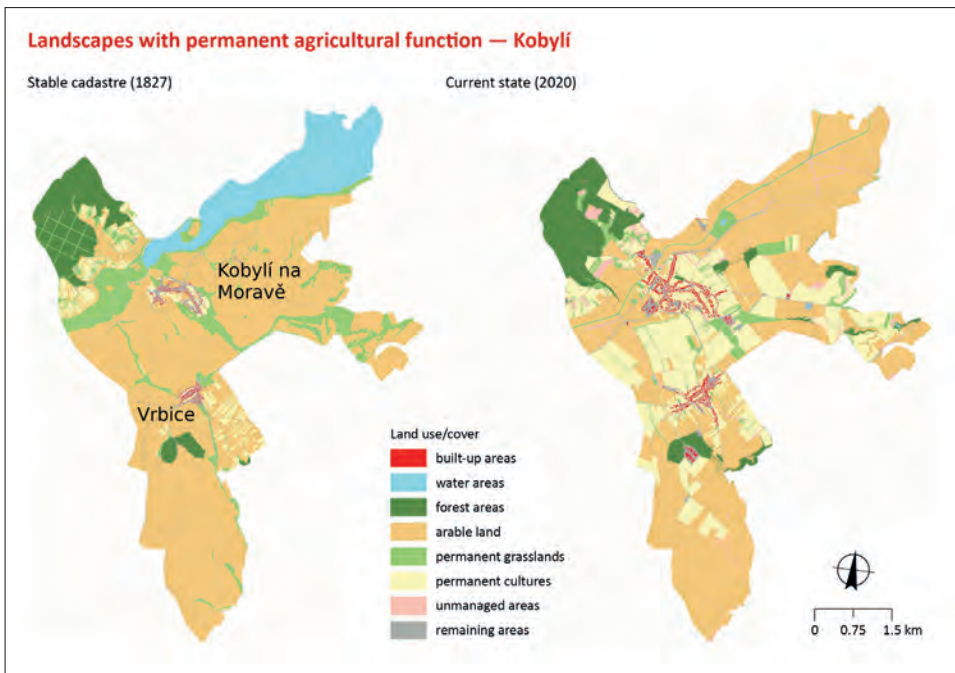 Landscapes with permanent agricultural function — Kobylí
Stable cadastre (1827)
Current state (2020)
Kobylí na
Moravě
Vrbice
Land use/cover
built-up areas
water areas
forest areas
arable land
permanent grasslands
permanent cultures
unmanaged areas
remaining areas
0 0.75 1.5 km